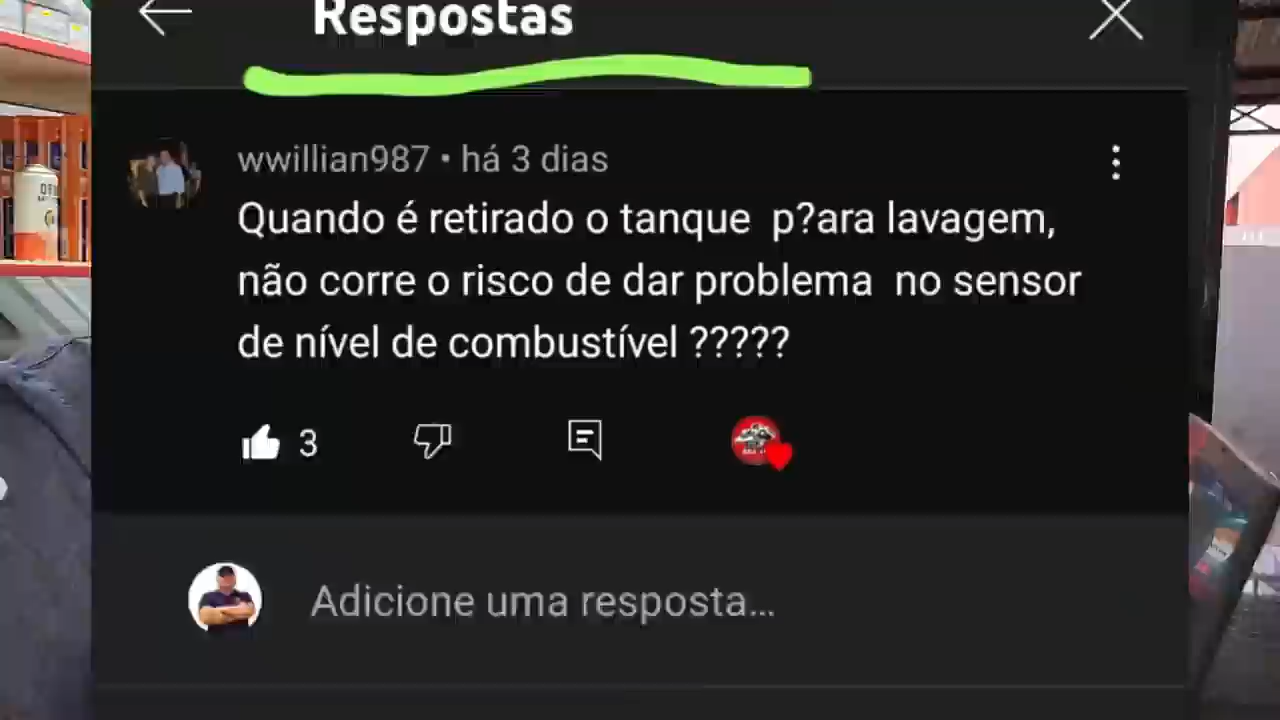 Respostas
wwillian987 • há 3 dias
Quando é retirado o tanque p?ara lavagem,
não corre o risco de dar problema no sensor
de nível de combustível ?????
3
Adicione uma resposta...